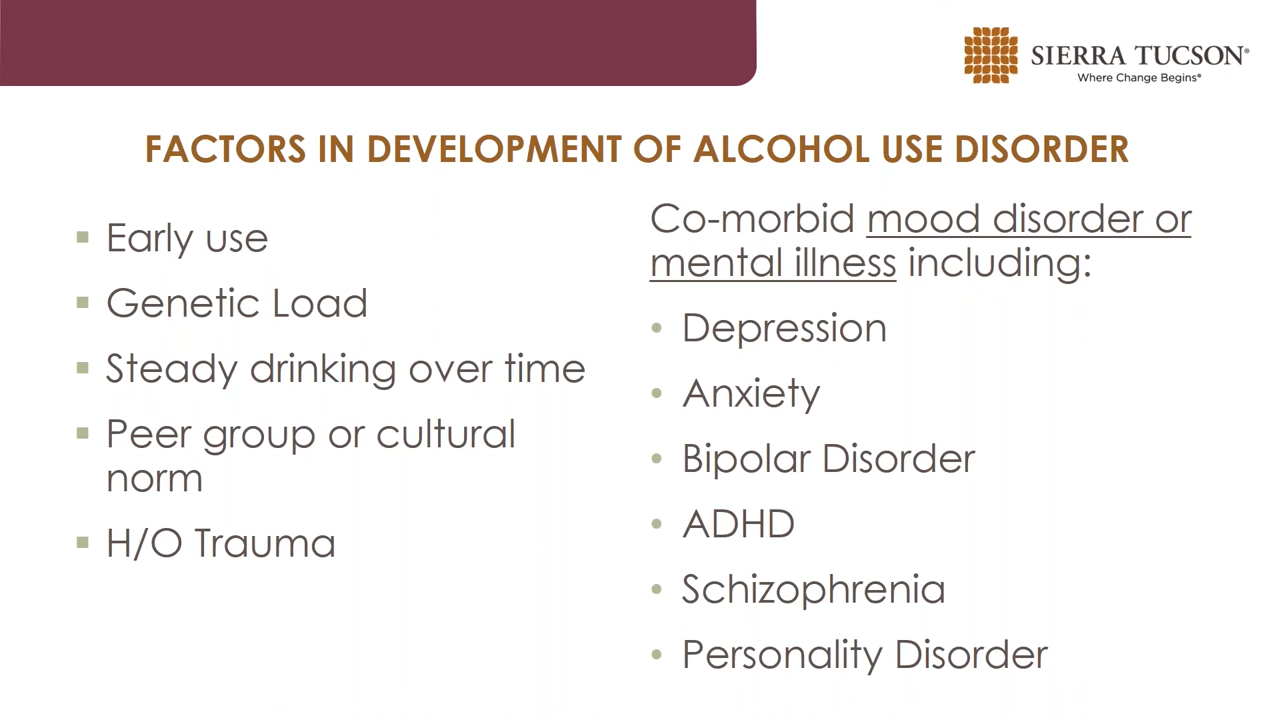 SIERRA TUCSON®
Where Change Begins®
FACTORS IN DEVELOPMENT OF ALCOHOL USE DISORDER
▪ Early use
▪ Genetic Load
▪ Steady drinking over time
▪ Peer group or cultural
norm
▪ H/O Trauma
Co-morbid mood disorder or
mental illness including:
• Depression
• Anxiety
• Bipolar Disorder
• ADHD
• Schizophrenia
• Personality Disorder